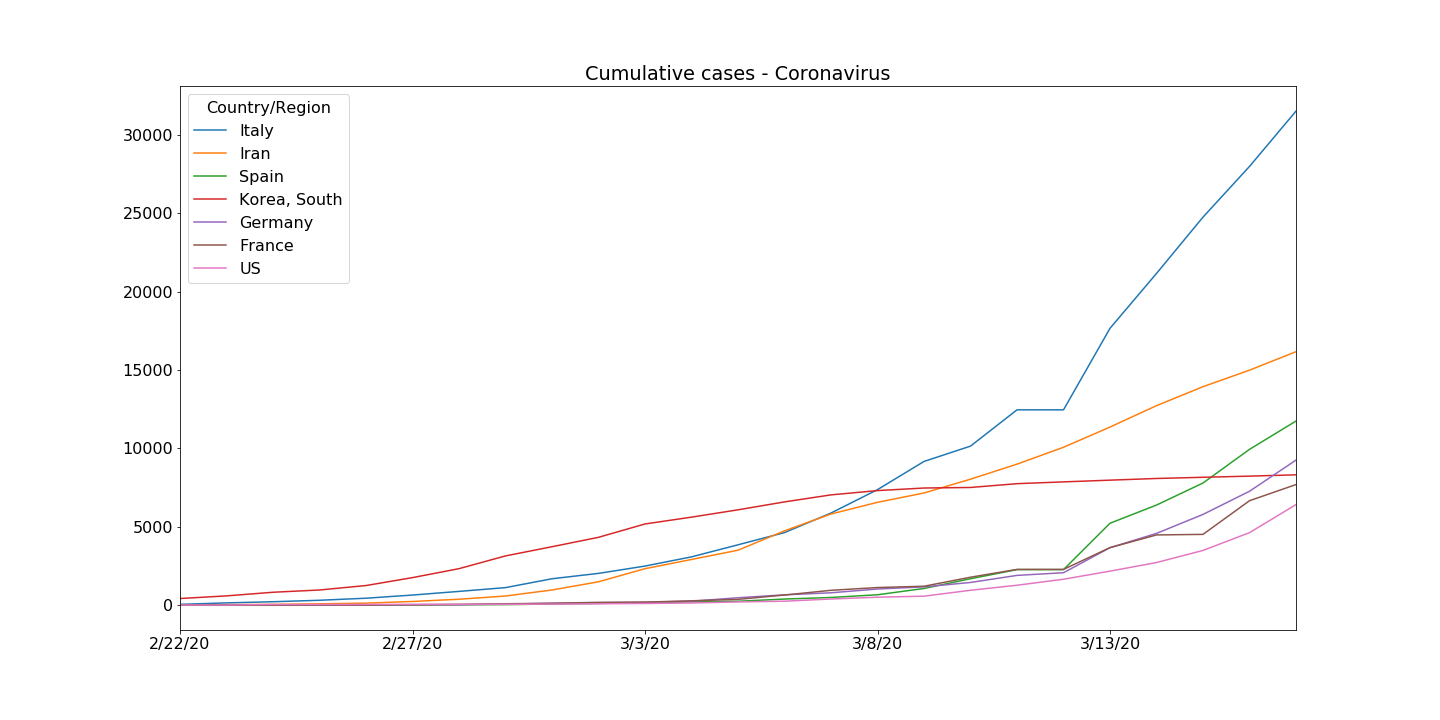 Cumulative cases - Coronavirus
Country/Region
Italy
Iran
Spain
Korea, South
Germany
France
US
30000
25000
20000
15000
10000
5000
0
2/22/20
2/27/20
3/3/20
3/8/20
3/13/20